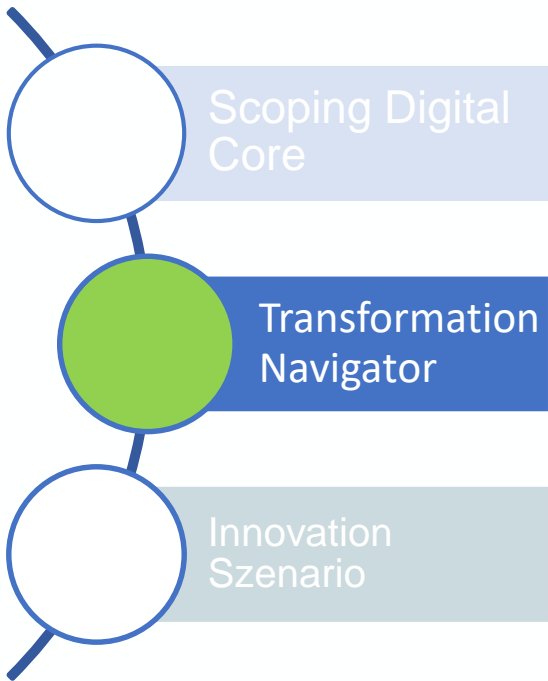 Scoping Digital
Core
Transformation
Navigator
Innovation
Szenario